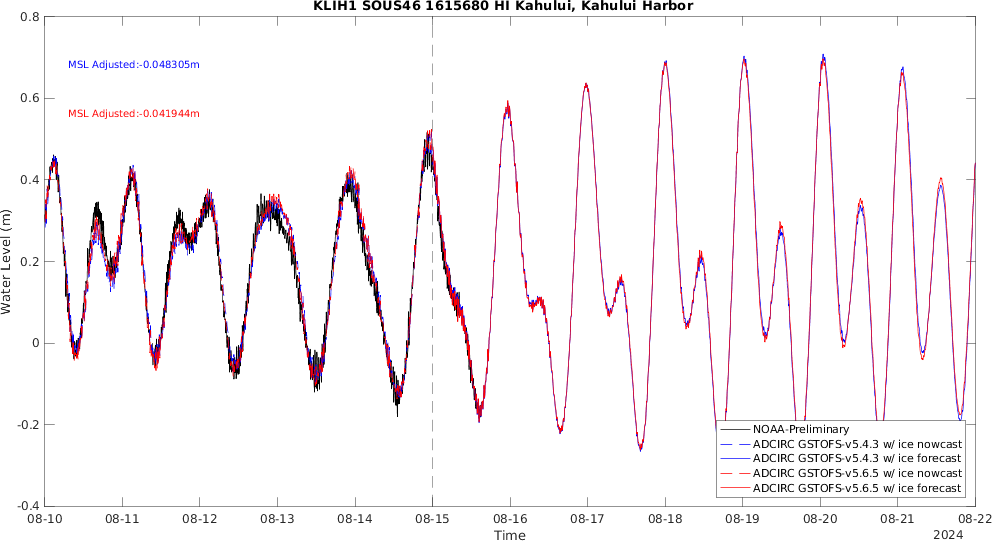 KLIH1 SOUS46 1615680 HI Kahului, Kahului Harbor
MSL Adjusted:-0.048305m
MSL Adjusted:-0.041944m
Water Level (m)
0.8
0.6
0.4
0.2
0
-0.2
-0.4
NOAA-Preliminary
ADCIRC GSTOFS-v5.4.3 w/ ice nowcast
ADCIRC GSTOFS-v5.4.3 w/ ice forecast
ADCIRC GSTOFS-v5.6.5 w/ ice nowcast
ADCIRC GSTOFS-v5.6.5 w/ ice forecast
08-10 08-11 08-12 08-13 08-14 08-15 08-16 08-17 08-18 08-19 08-20 08-21 08-22
Time
2024